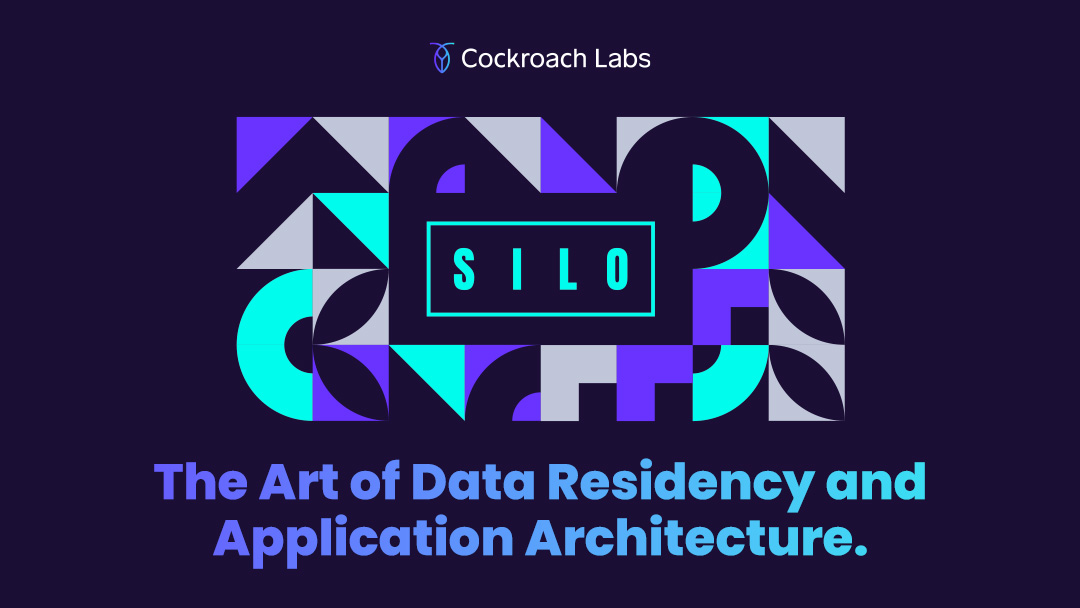 Cockroach Labs
SILO
The Art of Data Residency and
Application Architecture.